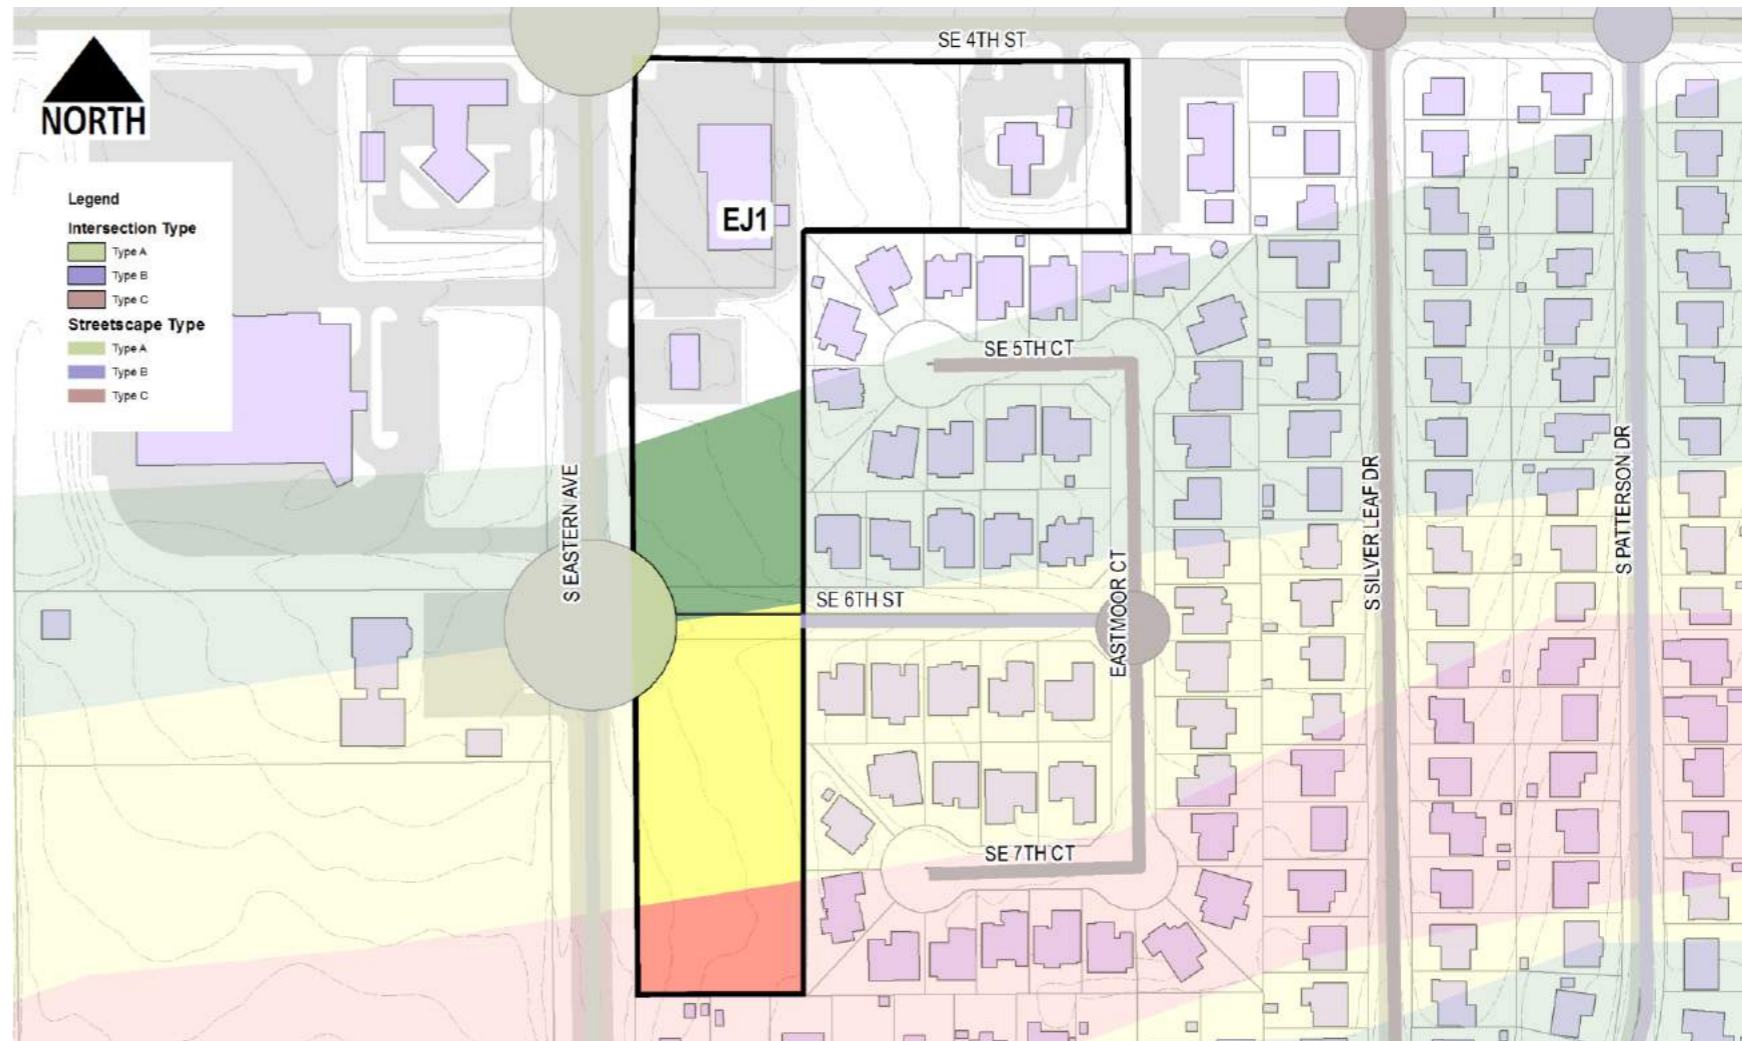 SE 4TH ST
NORTH
Legend
Intersection Type
Type A
Type B
Type C
Streetscape Type
Type A
Type B
Type C
EJ1
SE 5TH CT
S EASTERN AVE
SE 6TH ST
EASTMOOR CT
S SILVER LEAF DR
S PATTERSON DR
SE 7TH CT